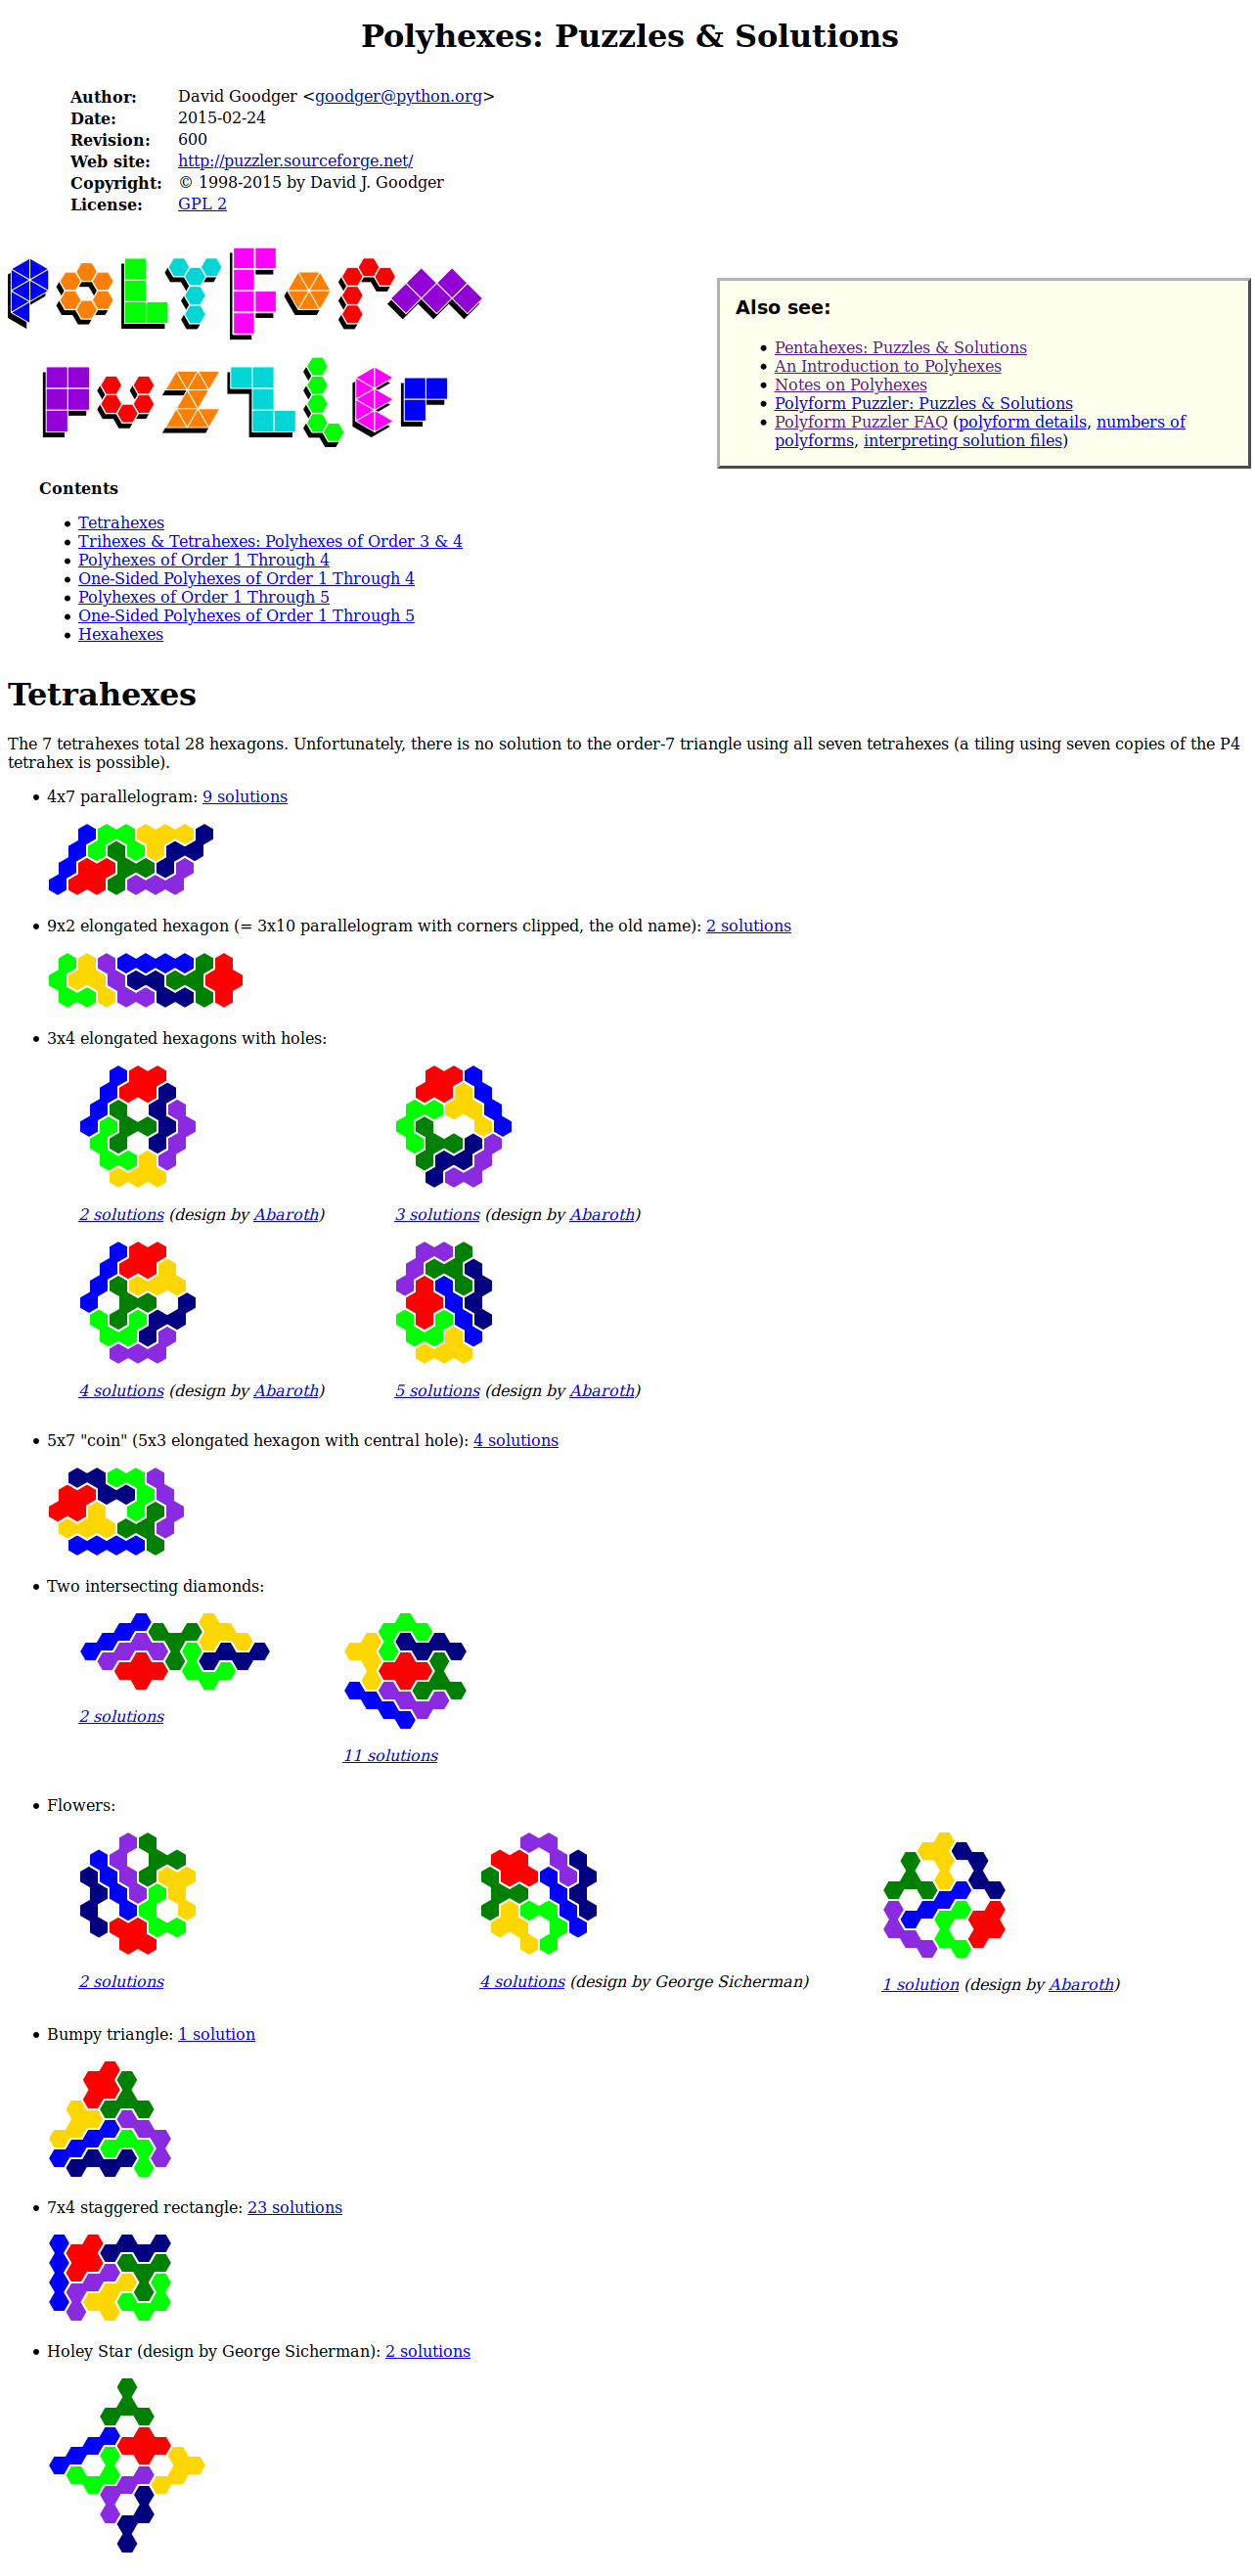 Polyhexes: Puzzles & Solutions
Author: David Goodger <goodger@python.org>
Date: 2015-02-24
Revision: 600
Web site: http://puzzler.sourceforge.net/
Copyright: © 1998-2015 by David J. Goodger
License: GPL 2
POLYForm
PUZZLEr
Also see:
• Pentahexes: Puzzles & Solutions
• An Introduction to Polyhexes
• Notes on Polyhexes
• Polyform Puzzler: Puzzles & Solutions
• Polyform Puzzler FAQ (polyform details, numbers of
polyforms, interpreting solution files)
Contents
• Tetrahexes
• Trihexes & Tetrahexes: Polyhexes of Order 3 & 4
• Polyhexes of Order 1 Through 4
• One-Sided Polyhexes of Order 1 Through 4
• Polyhexes of Order 1 Through 5
• One-Sided Polyhexes of Order 1 Through 5
• Hexahexes
Tetrahexes
The 7 tetrahexes total 28 hexagons. Unfortunately, there is no solution to the order-7 triangle using all seven tetrahexes (a tiling using seven copies of the P4
tetrahex is possible).
• 4x7 parallelogram: 9 solutions
• 9x2 elongated hexagon (= 3x10 parallelogram with corners clipped, the old name): 2 solutions
• 3x4 elongated hexagons with holes:
2 solutions (design by Abaroth)
3 solutions (design by Abaroth)
4 solutions (design by Abaroth)
5 solutions (design by Abaroth)
• 5x7 "coin" (5x3 elongated hexagon with central hole): 4 solutions
• Two intersecting diamonds:
2 solutions
11 solutions
• Flowers:
2 solutions
4 solutions (design by George Sicherman)
1 solution (design by Abaroth)
• Bumpy triangle: 1 solution
• 7x4 staggered rectangle: 23 solutions
• Holey Star (design by George Sicherman): 2 solutions